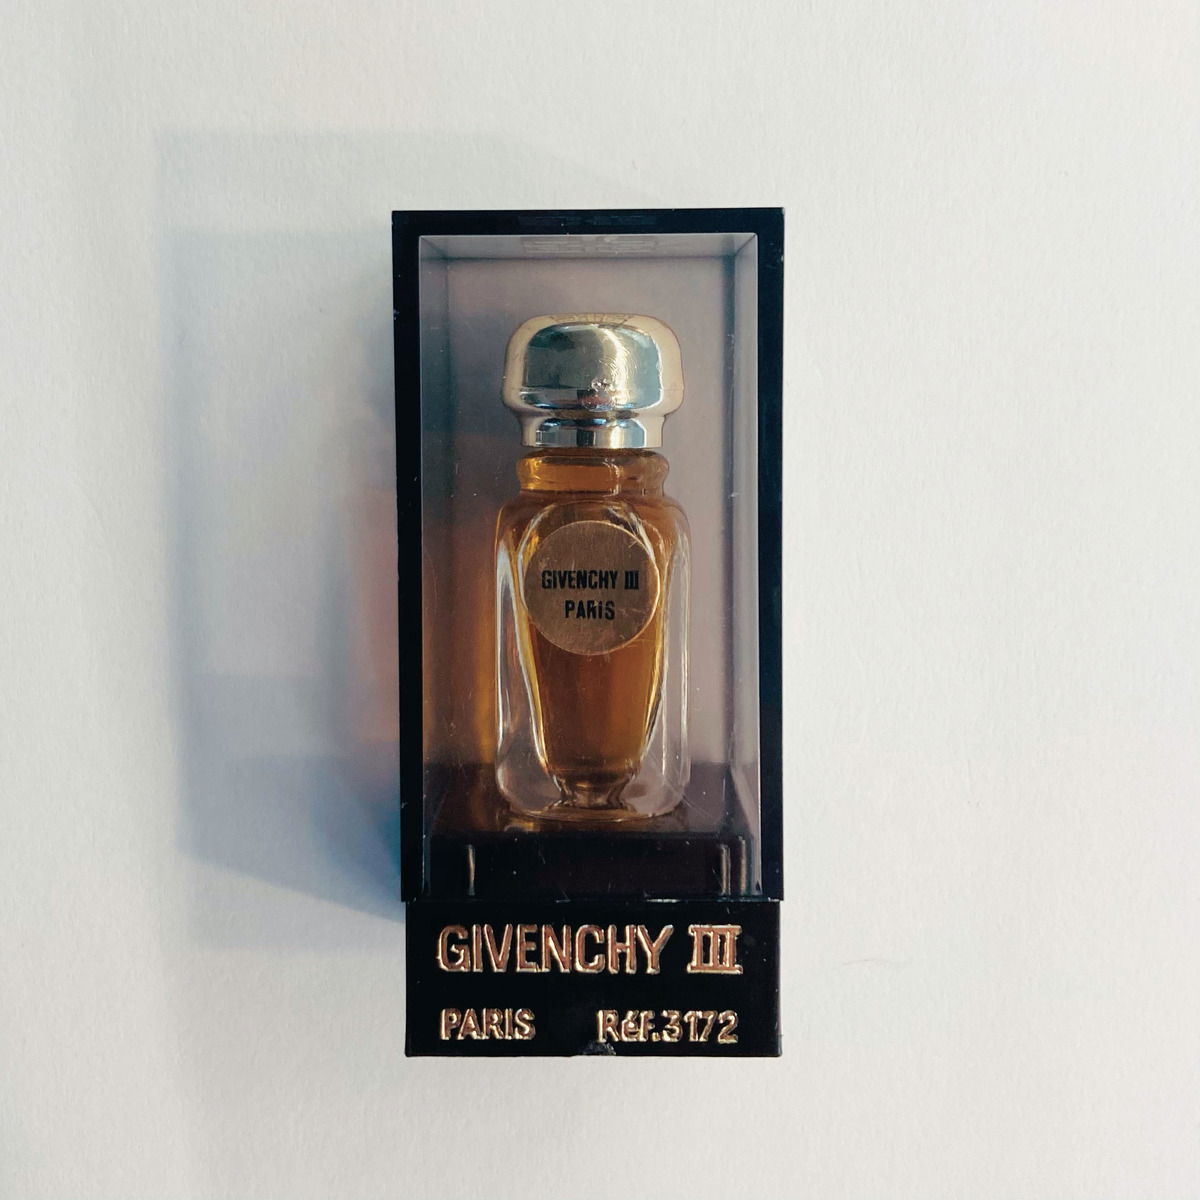 GIVENCHY III
PARIS
GIVENCHY III
PARIS Réf.3172